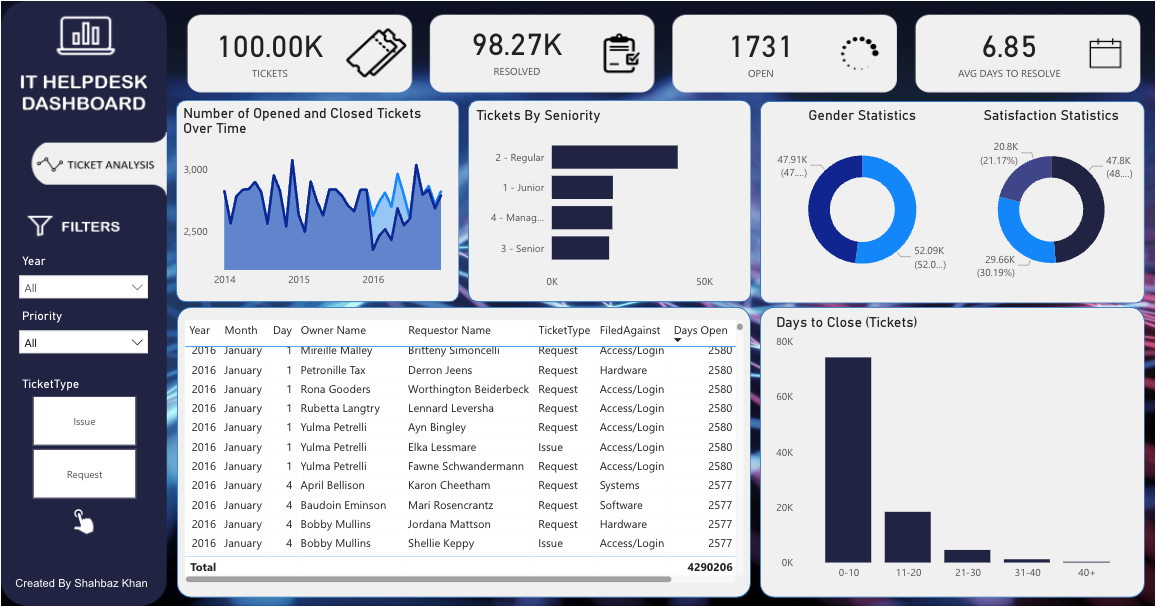 IT HELPDESK
DASHBOARD
TICKET ANALYSIS
FILTERS
Year
All
Priority
All
TicketType
Issue
Request
Created By Shahbaz Khan
100.00K
TICKETS
98.27K
RESOLVED
1731
OPEN
6.85
AVG DAYS TO RESOLVE
Number of Opened and Closed Tickets
Over Time
3,000
2,500
2014 2015 2016
Tickets By Seniority
2 - Regular
1 - Junior
4 - Manag...
3 - Senior
0K 50K
Gender Statistics
47.91K
(47....)
52.09K
(52.0...)
Satisfaction Statistics
20.8K
(21.17%)
47.8K
(48....)
29.66K
(30.19%)
Year Month Day Owner Name Requestor Name TicketType FiledAgainst Days Open
2016 January 1 Mireille Malley Britteny Simoncelli Request Access/Login 2580
2016 January 1 Petronille Tax Derron Jeens Request Hardware 2580
2016 January 1 Rona Gooders Worthington Beiderbeck Request Access/Login 2580
2016 January 1 Rubetta Langtry Lennard Leversha Request Access/Login 2580
2016 January 1 Yulma Petrelli Ayn Bingley Request Access/Login 2580
2016 January 1 Yulma Petrelli Elka Lessmare Issue Access/Login 2580
2016 January 1 Yulma Petrelli Fawne Schwandermann Request Access/Login 2580
2016 January 4 April Bellison Karon Cheetham Request Systems 2577
2016 January 4 Baudoin Eminson Mari Rosencrantz Request Software 2577
2016 January 4 Bobby Mullins Jordana Mattson Request Hardware 2577
2016 January 4 Bobby Mullins Shellie Keppy Issue Access/Login 2577
Total 4290206
Days to Close (Tickets)
80K
60K
40K
20K
0K
0-10 11-20 21-30 31-40 40+